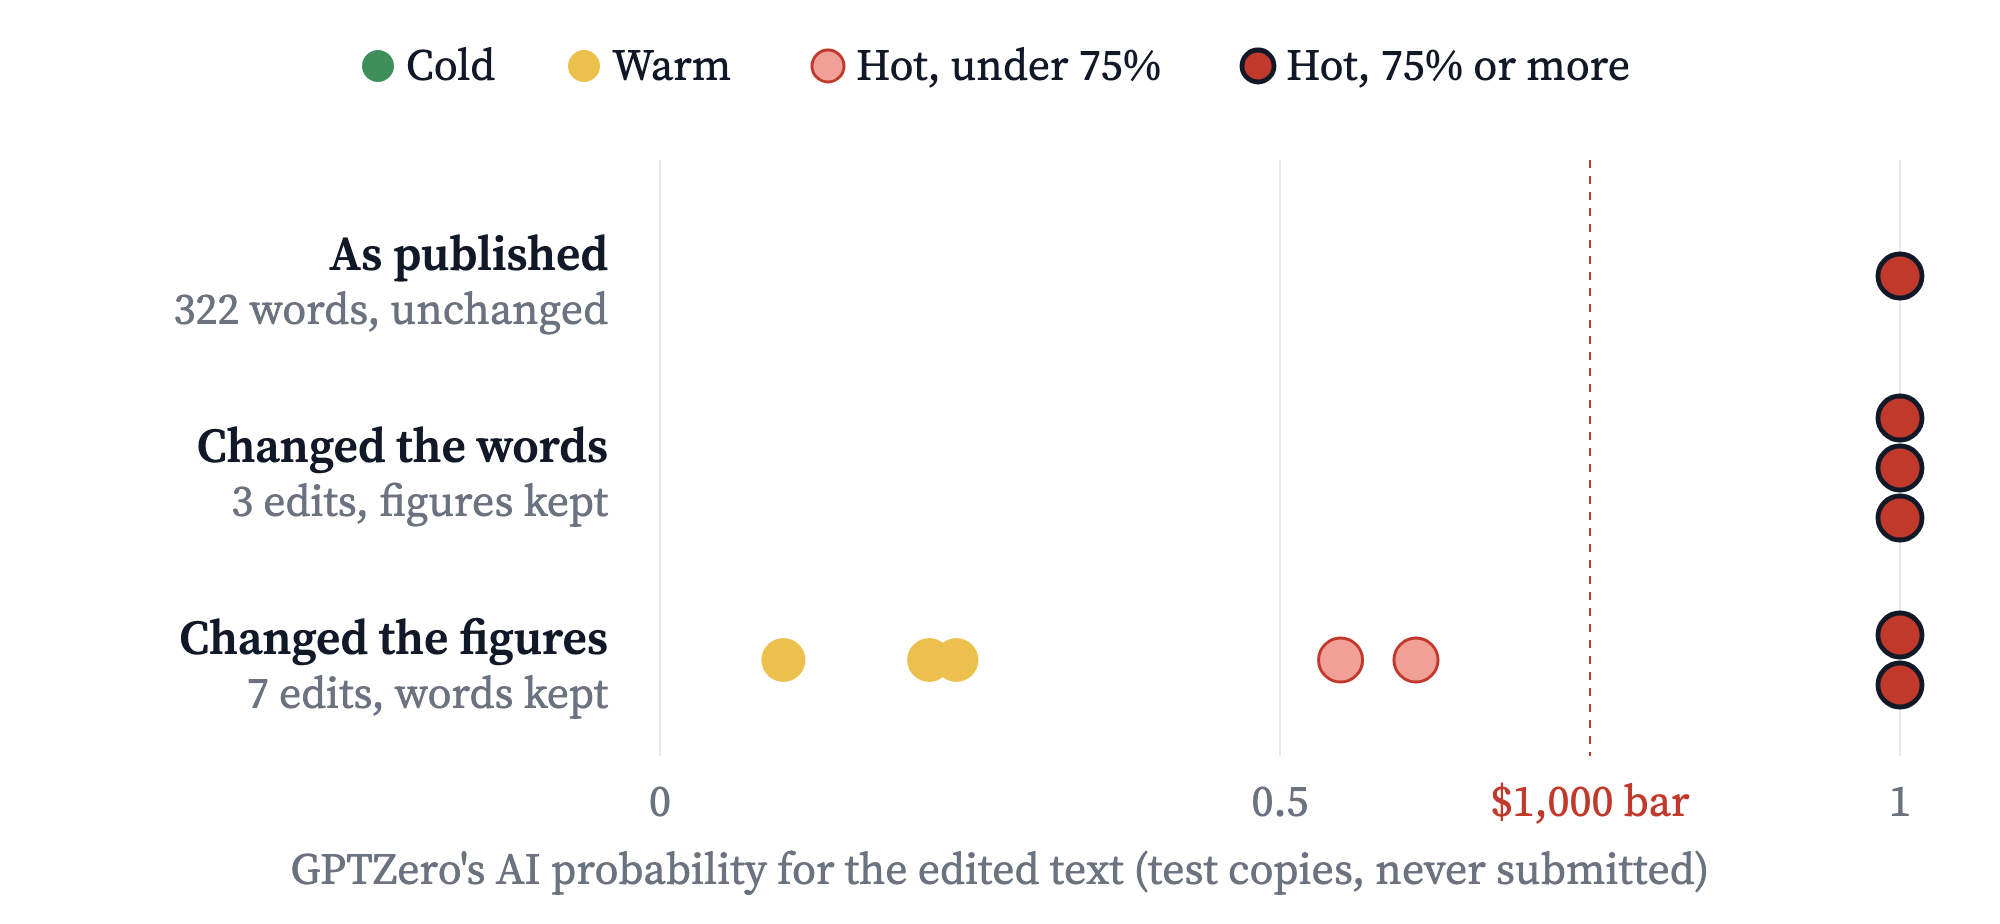 Cold Warm Hot, under 75% Hot, 75% or more
As published
322 words, unchanged
Changed the words
3 edits, figures kept
Changed the figures
7 edits, words kept
0 0.5 $1,000 bar 1
GPTZero's AI probability for the edited text (test copies, never submitted)